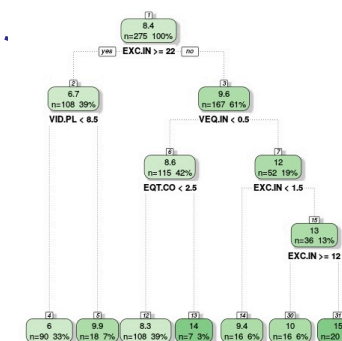 1
8.4
n=275 100%
yes EXC.IN >= 22 no
2
6.7
n=108 39%
VID.PL < 8.5
3
9.6
n=167 61%
VEQ.IN < 0.5
6
8.6
n=115 42%
EQT.CO < 2.5
7
12
n=52 19%
EXC.IN < 1.5
15
13
n=36 13%
EXC.IN >= 12
4
6
n=90 33%
5
9.9
n=18 7%
12
8.3
n=108 39%
13
14
n=7 3%
14
9.4
n=16 6%
30
10
n=16 6%
31
15
n=20